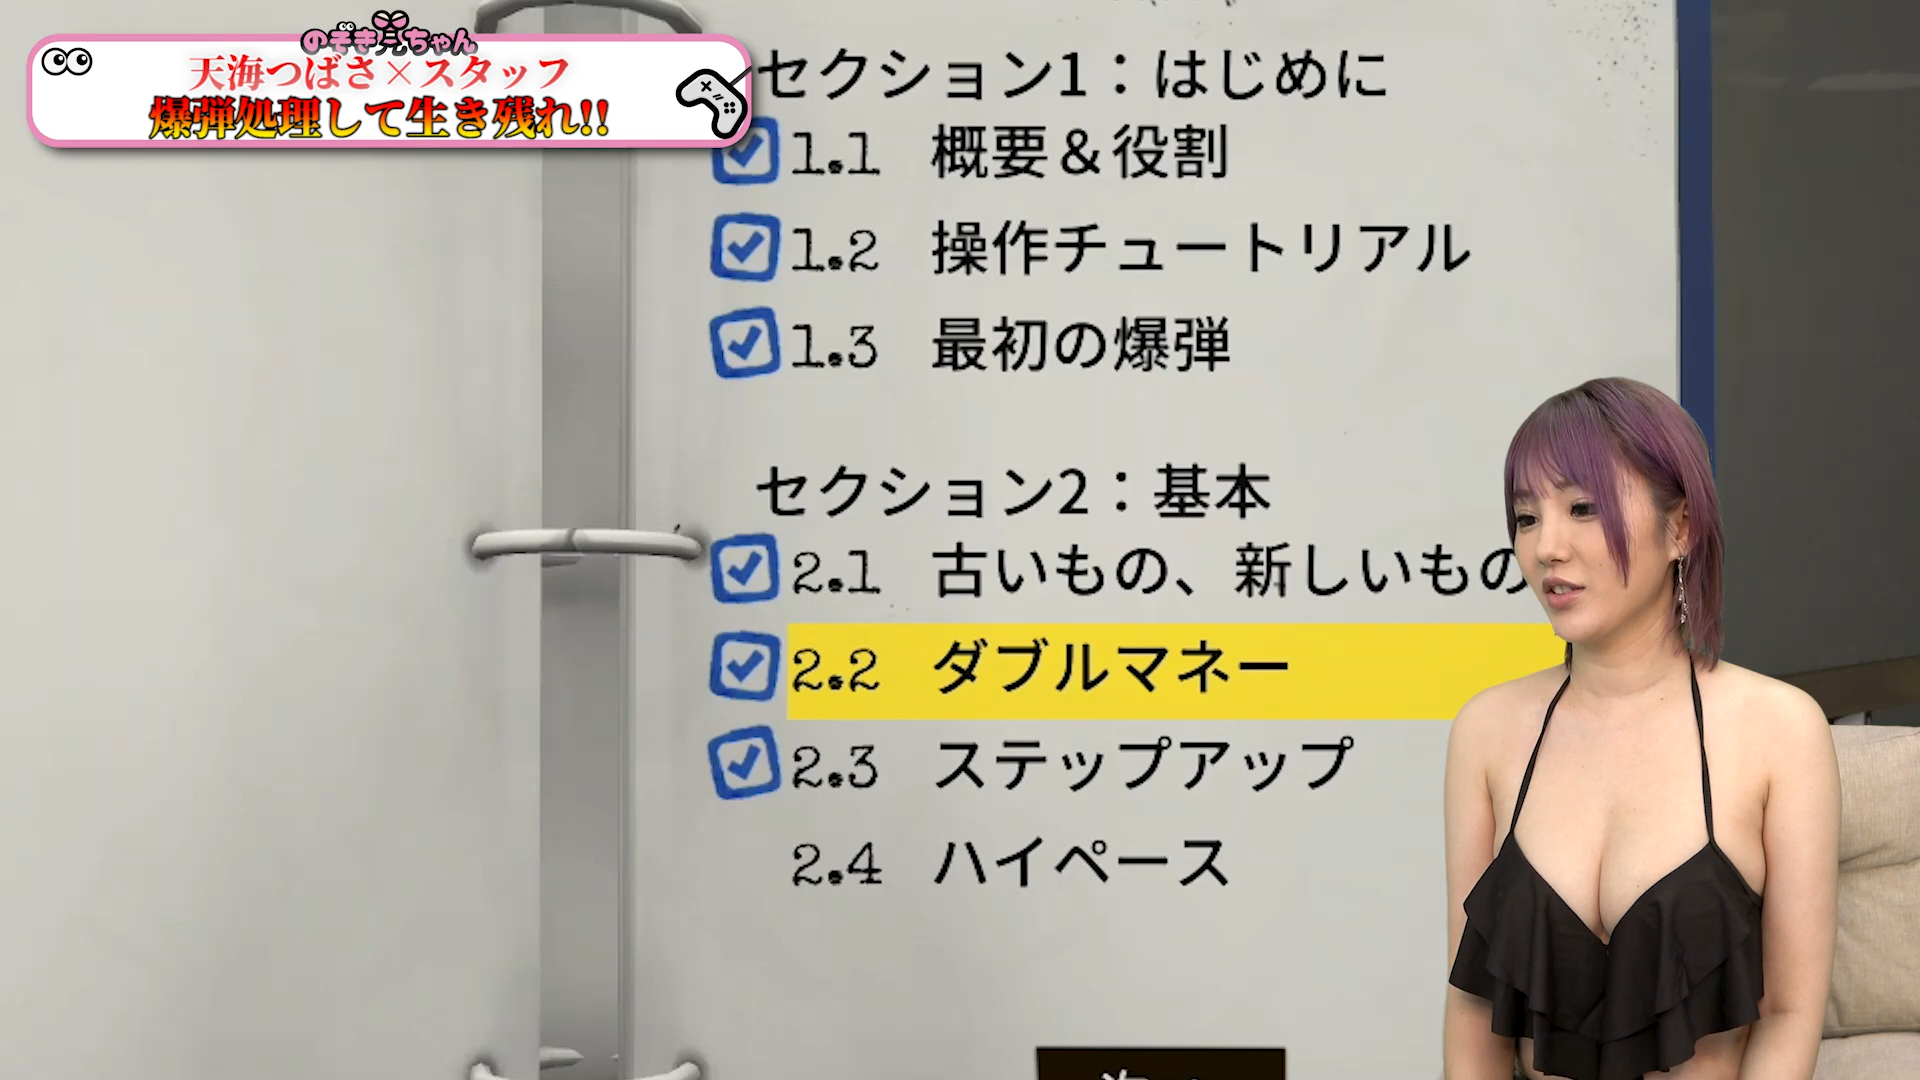 のぞき見ちゃん
天海つばさ×スタッフ
爆弾処理して生き残れ!!
セクション1：はじめに
1.1 概要＆役割
1.2 操作チュートリアル
1.3 最初の爆弾
セクション2：基本
2.1 古いもの、新しいもの
2.2 ダブルマネー
2.3 ステップアップ
2.4 ハイペース